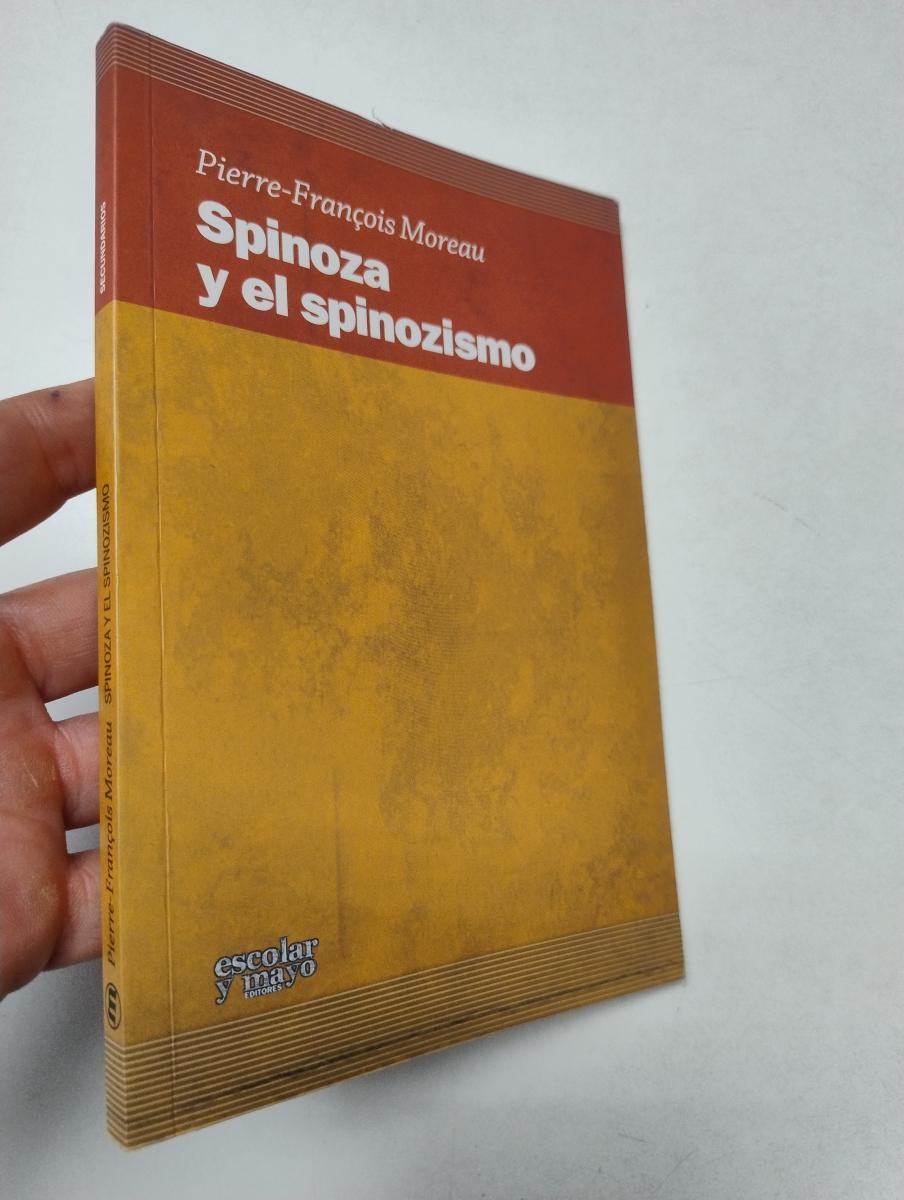 Pierre-François Moreau
Spinoza
y el spinozismo
escolar
y mayo
EDITORES
SECUNDARIOS
Pierre-François Moreau SPINOZA Y EL SPINOZISMO
m